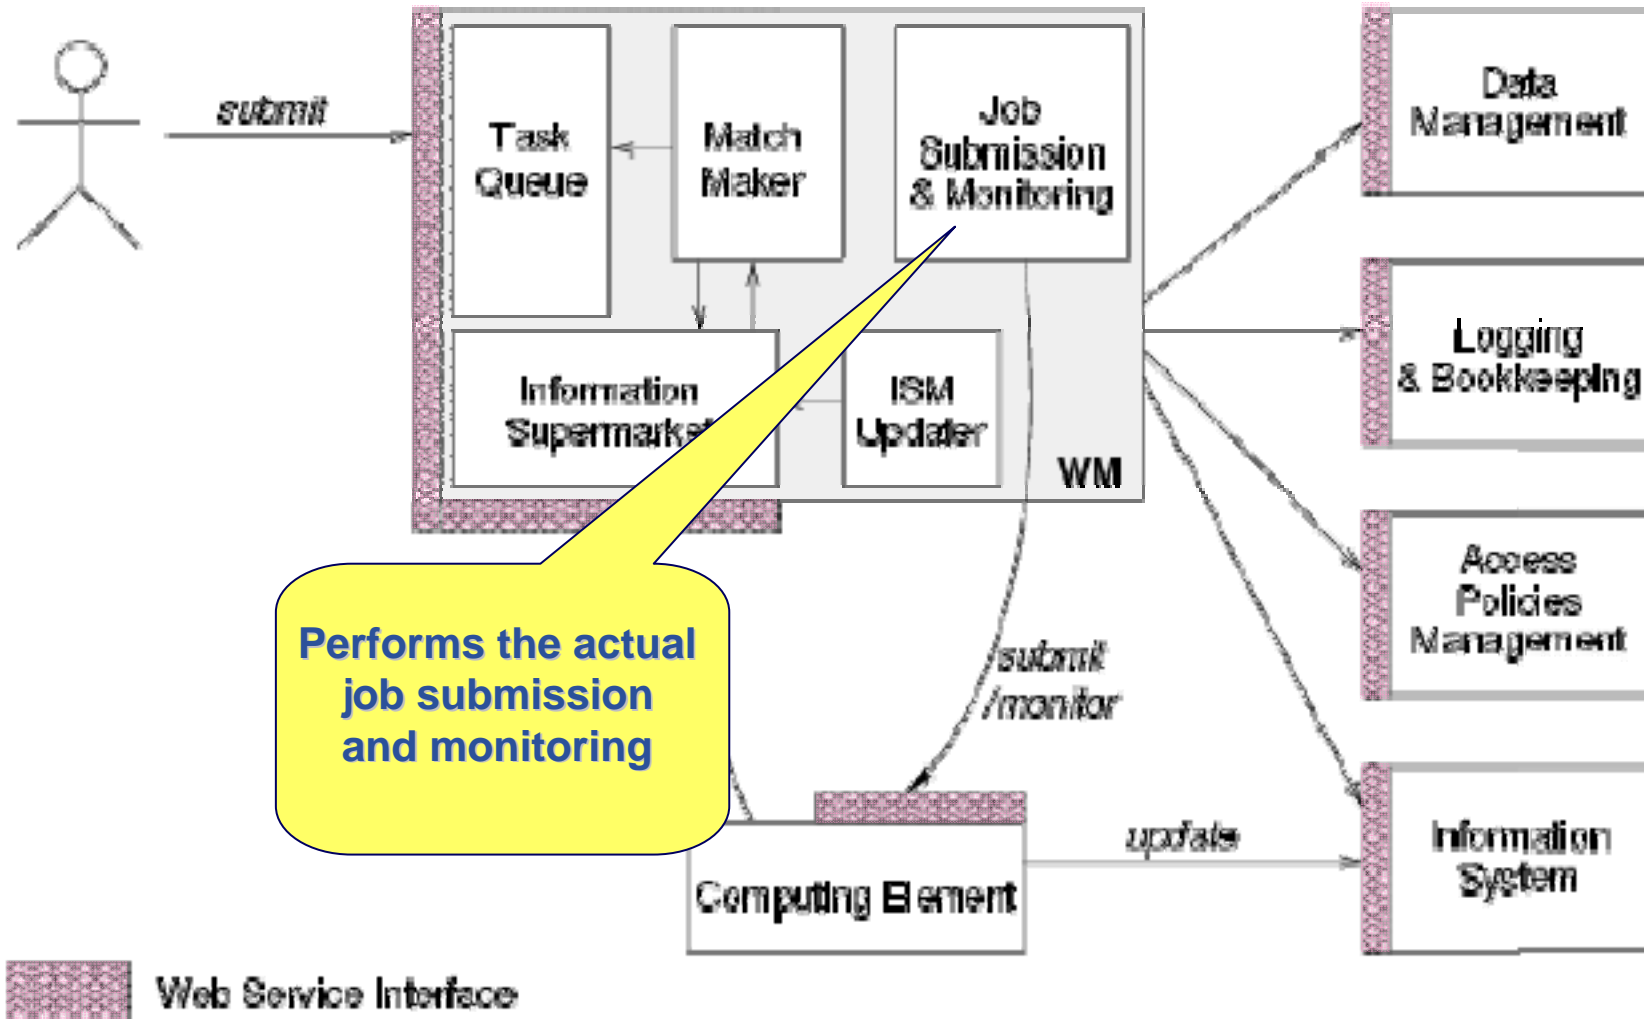 submit
Task
Queue
Match
Maker
Job
Submission
& Monitoring
Data
Management
Information
Supermarket
ISM
Updater
WM
Logging
& Bookkeeping
Performs the actual
job submission
and monitoring
submit
/monitor
Access
Policies
Management
Computing Element
update
Information
System
Web Service Interface